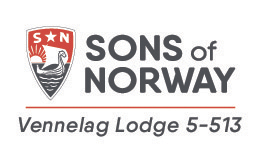 S★N
SONS of
NORWAY
Vennelag Lodge 5-513